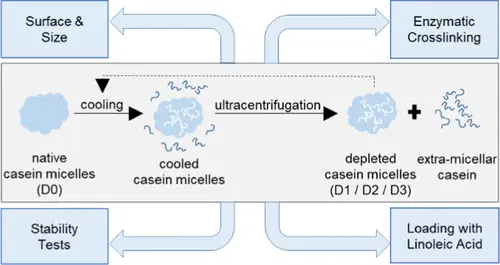 Surface &
Size
Enzymatic
Crosslinking
cooling
ultracentrifugation
native
casein micelles
(D0)
cooled
casein micelles
depleted
casein micelles
(D1 / D2 / D3)
extra-micellar
casein
Stability
Tests
Loading with
Linoleic Acid